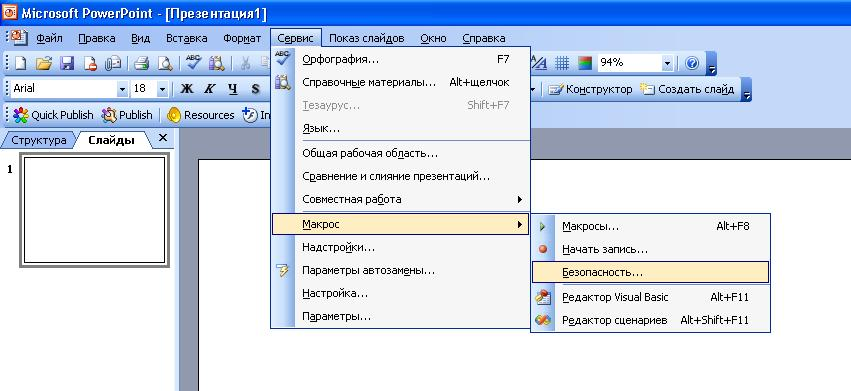 Microsoft PowerPoint - [Презентация1]
Файл Правка Вид Вставка Формат Сервис Показ слайдов Окно Справка
ABC 94%
Arial 18 Ж К Ч S Конструктор Создать слайд
Quick Publish Publish Resources In
Структура Слайды
1
ABC Орфография... F7
Справочные материалы... Alt+щелчок
Тезаурус... Shift+F7
Язык...
Общая рабочая область...
Сравнение и слияние презентаций...
Совместная работа
Макрос
Надстройки...
Параметры автозамены...
Настройка...
Параметры...
Макросы... Alt+F8
Начать запись...
Безопасность...
Редактор Visual Basic Alt+F11
Редактор сценариев Alt+Shift+F11